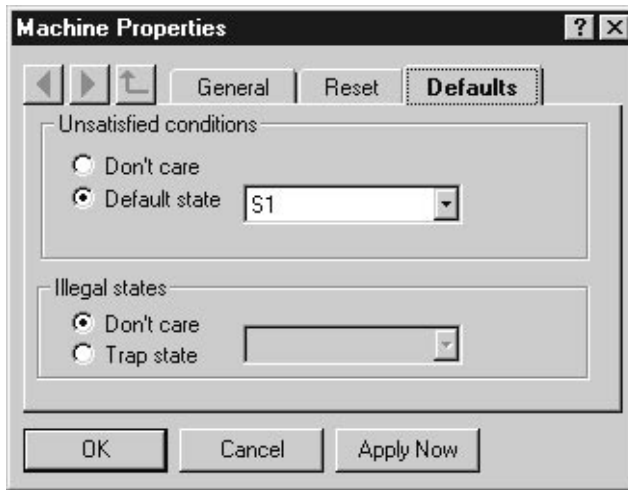 Machine Properties
General Reset Defaults
Unsatisfied conditions
Don't care
Default state S1
Illegal states
Don't care
Trap state
OK Cancel Apply Now